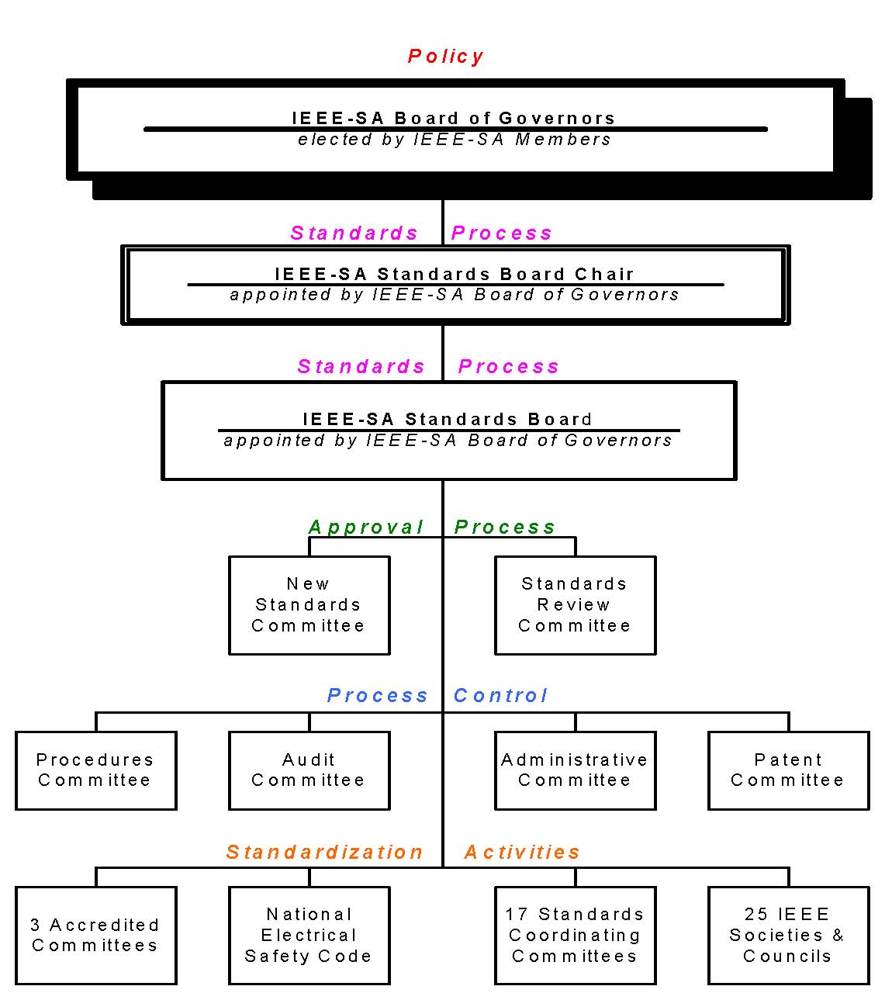 Policy
IEEE-SA Board of Governors
elected by IEEE-SA Members
Standards Process
IEEE-SA Standards Board Chair
appointed by IEEE-SA Board of Governors
Standards Process
IEEE-SA Standards Board
appointed by IEEE-SA Board of Governors
Approval Process
New
Standards
Committee
Standards
Review
Committee
Process Control
Procedures
Committee
Audit
Committee
Administrative
Committee
Patent
Committee
Standardization Activities
3 Accredited
Committees
National
Electrical
Safety Code
17 Standards
Coordinating
Committees
25 IEEE
Societies &
Councils